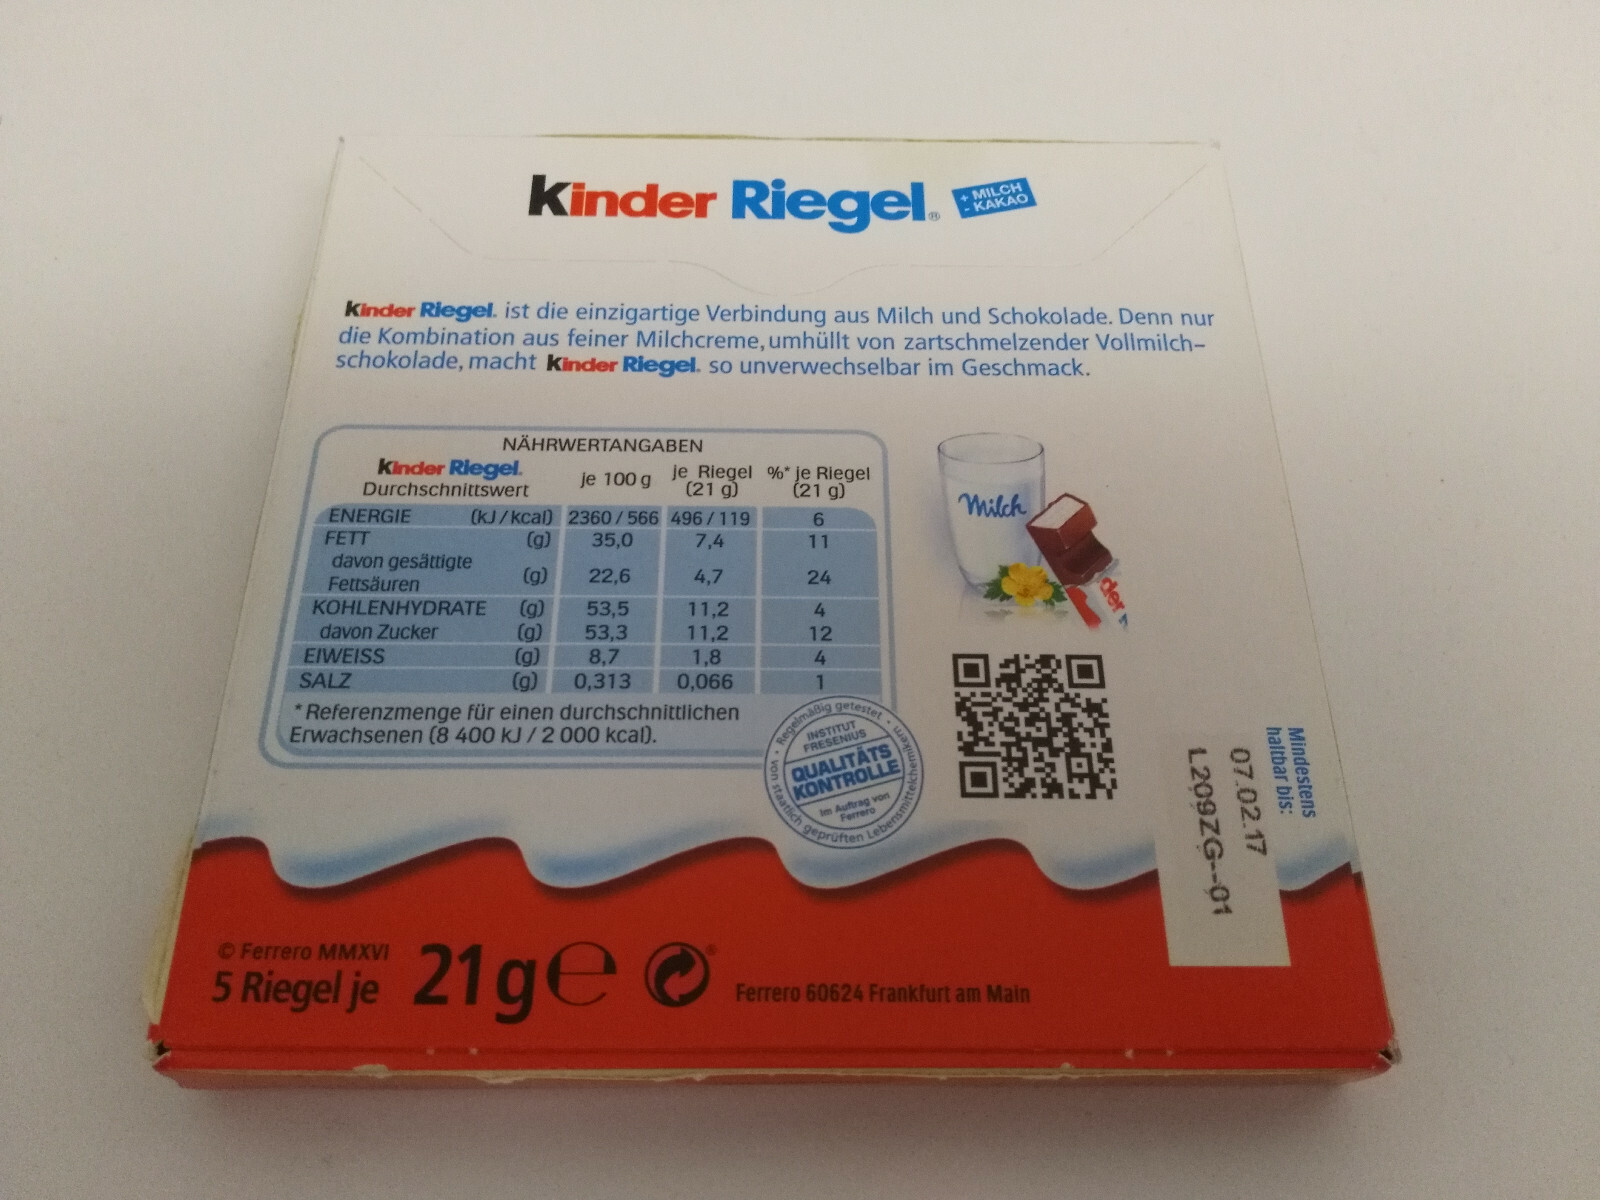 Kinder Riegel®
+ MILCH
- KAKAO
Kinder Riegel. ist die einzigartige Verbindung aus Milch und Schokolade. Denn nur
die Kombination aus feiner Milchcreme, umhüllt von zartschmelzender Vollmilch-
schokolade, macht Kinder Riegel. so unverwechselbar im Geschmack.
NÄHRWERTANGABEN
Kinder Riegel.
Durchschnittswert
je 100 g
je Riegel
(21 g)
%* je Riegel
(21 g)
ENERGIE (kJ / kcal) 2360 / 566 496 / 119 6
FETT (g) 35,0 7,4 11
davon gesättigte
Fettsäuren (g) 22,6 4,7 24
KOHLENHYDRATE (g) 53,5 11,2 4
davon Zucker (g) 53,3 11,2 12
EIWEISS (g) 8,7 1,8 4
SALZ (g) 0,313 0,066 1
* Referenzmenge für einen durchschnittlichen
Erwachsenen (8 400 kJ / 2 000 kcal).
Milch
der
• Regelmäßig getestet •
von staatlich geprüften Lebensmittelchemikern
INSTITUT
FRESENIUS
QUALITÄTS
KONTROLLE
Im Auftrag von
Ferrero
Mindestens
haltbar bis:
07.02.17
L209ZG--01
© Ferrero MMXVI
5 Riegel je 21 g e
Ferrero 60624 Frankfurt am Main